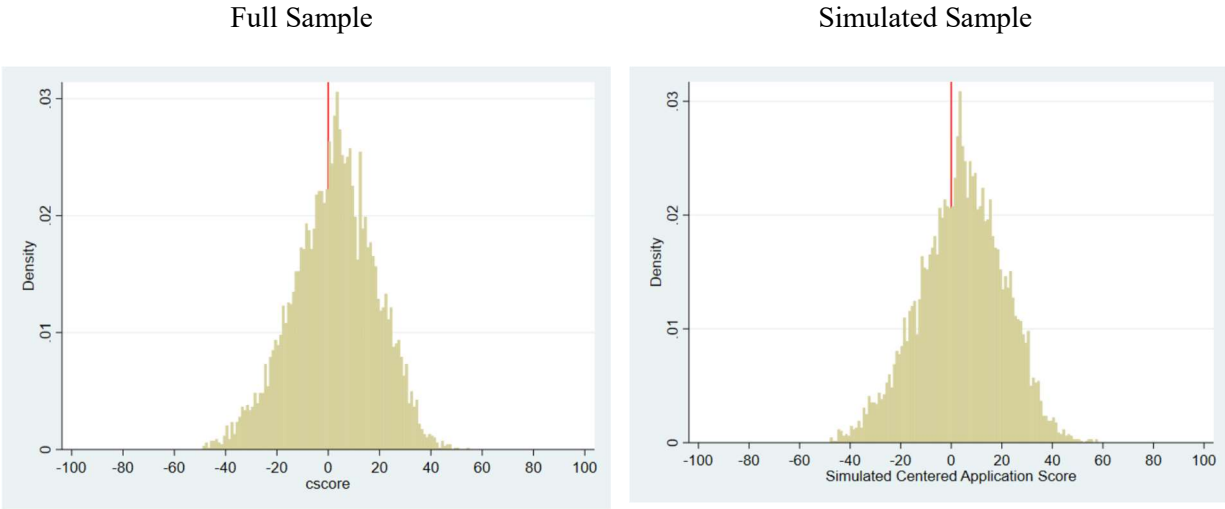 Full Sample
Simulated Sample
Density
.03
.02
.01
0
-100 -80 -60 -40 -20 0 20 40 60 80 100
cscore
Density
.03
.02
.01
0
-100 -80 -60 -40 -20 0 20 40 60 80 100
Simulated Centered Application Score